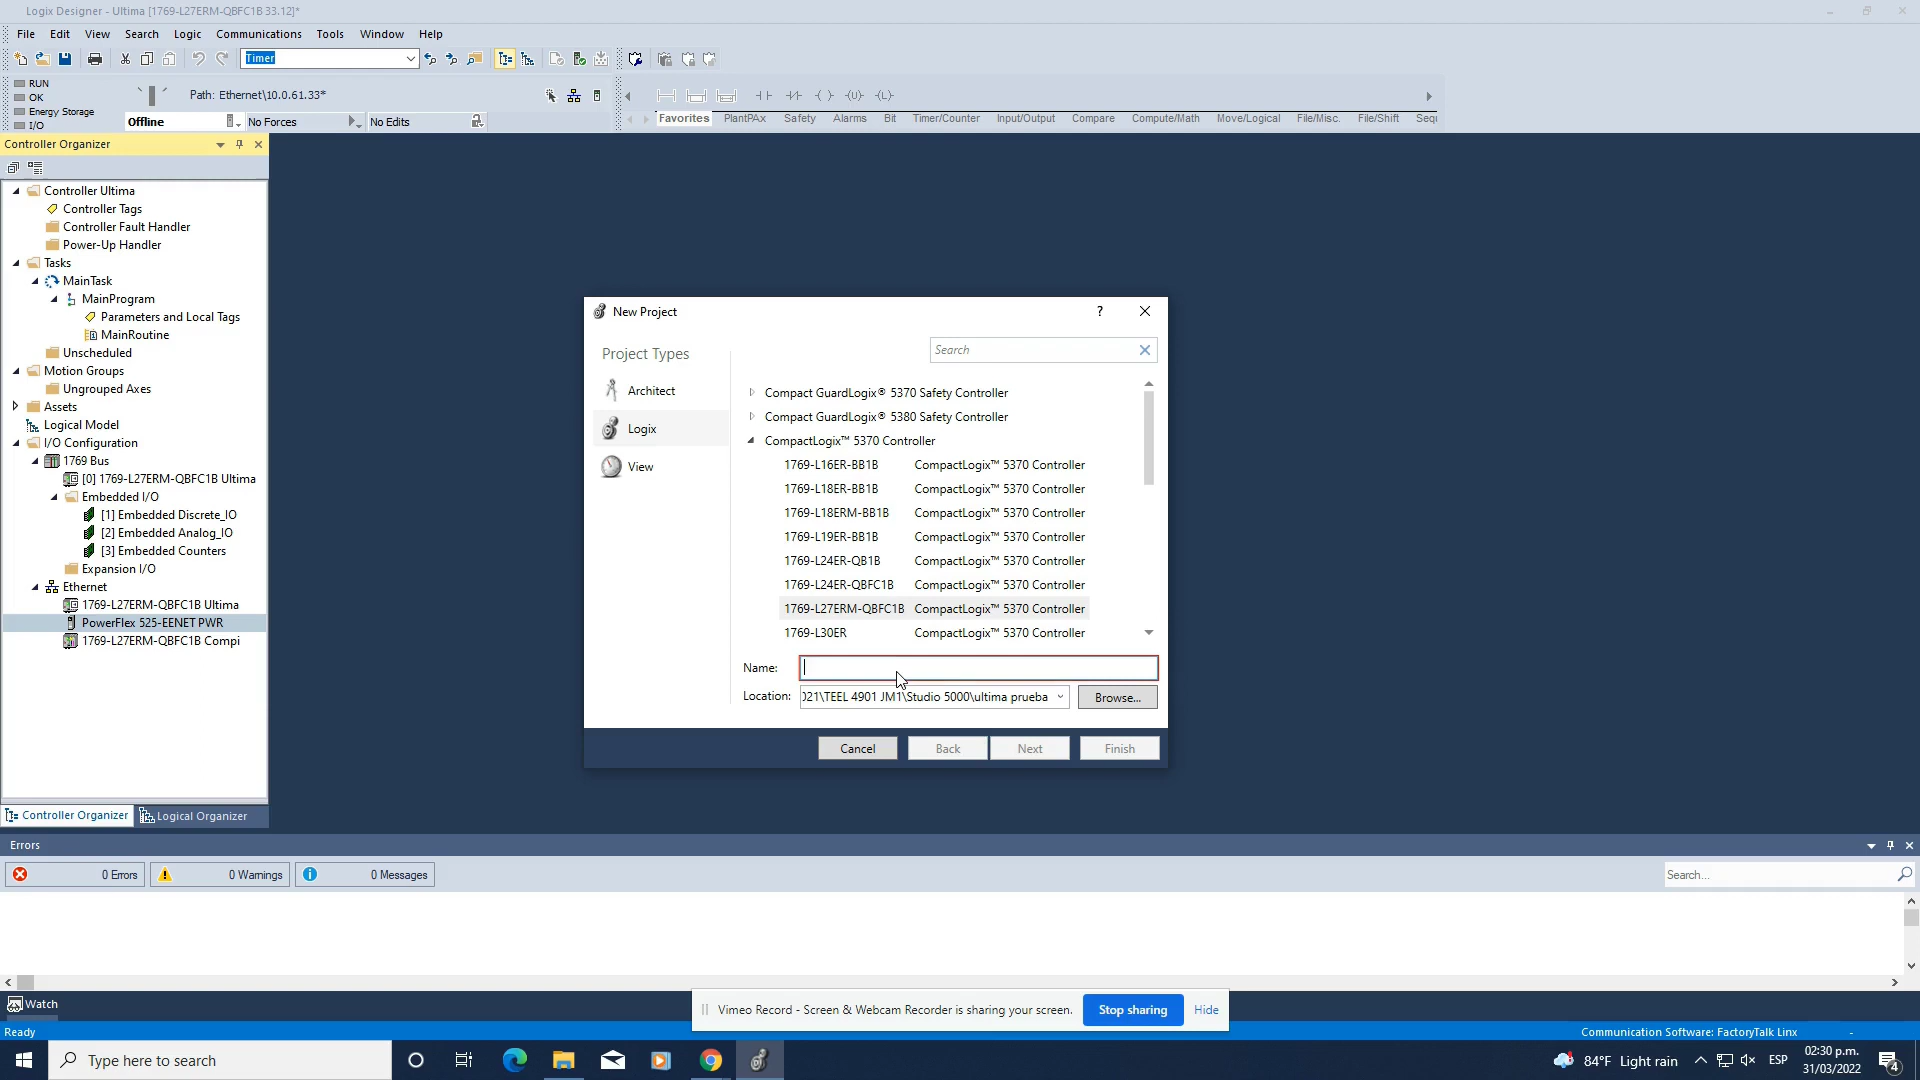 Logix Designer - Ultima [1769-L27ERM-QBFC1B 33.12]*
File Edit View Search Logic Communications Tools Window Help
Timer
RUN
OK
Energy Storage
I/O
Path: Ethernet\10.0.61.33*
Offline No Forces No Edits
Favorites PlantPAx Safety Alarms Bit Timer/Counter Input/Output Compare Compute/Math Move/Logical File/Misc. File/Shift Sequ
Controller Organizer
Controller Ultima
Controller Tags
Controller Fault Handler
Power-Up Handler
Tasks
MainTask
MainProgram
Parameters and Local Tags
MainRoutine
Unscheduled
Motion Groups
Ungrouped Axes
Assets
Logical Model
I/O Configuration
1769 Bus
[0] 1769-L27ERM-QBFC1B Ultima
Embedded I/O
[1] Embedded Discrete_IO
[2] Embedded Analog_IO
[3] Embedded Counters
Expansion I/O
Ethernet
1769-L27ERM-QBFC1B Ultima
PowerFlex 525-EENET PWR
1769-L27ERM-QBFC1B Compi
Controller Organizer Logical Organizer
New Project ?
Project Types
Architect
Logix
View
Search
Compact GuardLogix® 5370 Safety Controller
Compact GuardLogix® 5380 Safety Controller
CompactLogix™ 5370 Controller
1769-L16ER-BB1B CompactLogix™ 5370 Controller
1769-L18ER-BB1B CompactLogix™ 5370 Controller
1769-L18ERM-BB1B CompactLogix™ 5370 Controller
1769-L19ER-BB1B CompactLogix™ 5370 Controller
1769-L24ER-QB1B CompactLogix™ 5370 Controller
1769-L24ER-QBFC1B CompactLogix™ 5370 Controller
1769-L27ERM-QBFC1B CompactLogix™ 5370 Controller
1769-L30ER CompactLogix™ 5370 Controller
Name:
Location: 021\TEEL 4901 JM1\Studio 5000\ultima prueba Browse...
Cancel Back Next Finish
Errors
0 Errors 0 Warnings 0 Messages
Search...
Watch
Vimeo Record - Screen & Webcam Recorder is sharing your screen. Stop sharing Hide
Ready
Communication Software: FactoryTalk Linx -
Type here to search
84°F Light rain
ESP
02:30 p.m.
31/03/2022
4